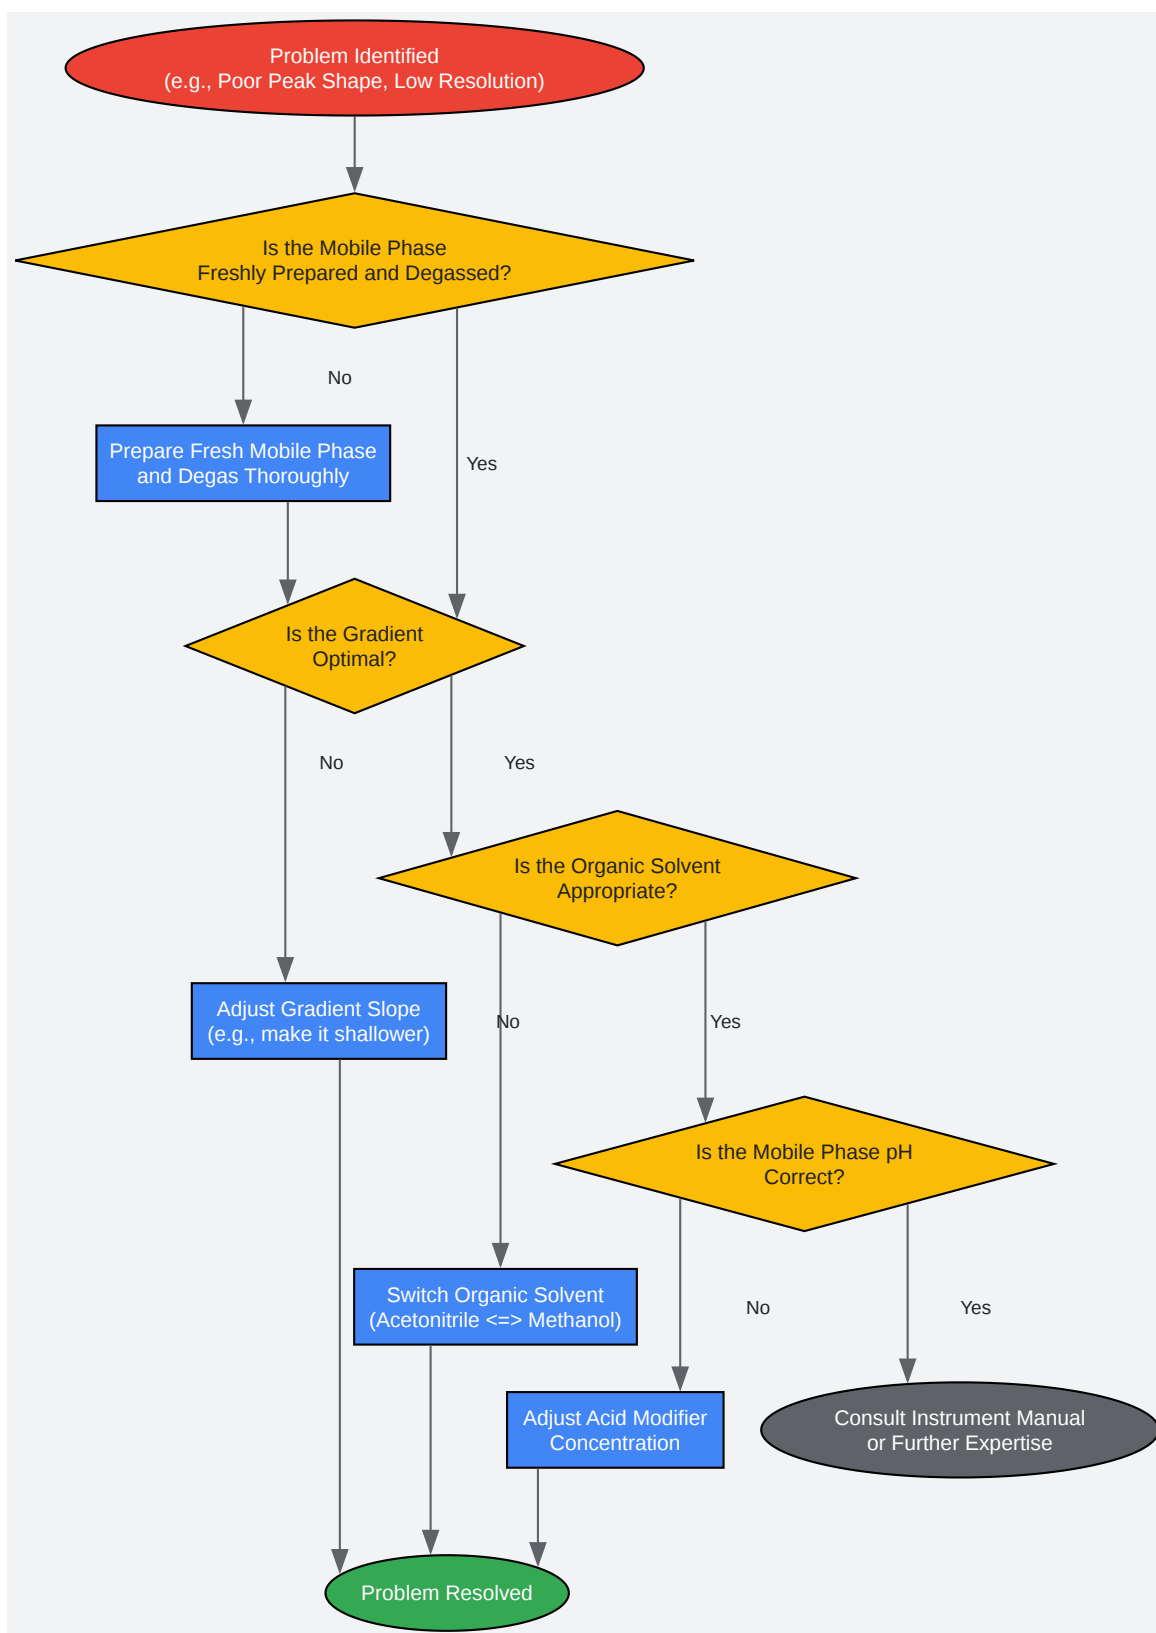 Problem Identified
(e.g., Poor Peak Shape, Low Resolution)
Is the Mobile Phase
Freshly Prepared and Degassed?
No
Prepare Fresh Mobile Phase
and Degas Thoroughly
Yes
Is the Gradient
Optimal?
No
Yes
Is the Organic Solvent
Appropriate?
Adjust Gradient Slope
(e.g., make it shallower)
No
Yes
Is the Mobile Phase pH
Correct?
Switch Organic Solvent
(Acetonitrile <=> Methanol)
No
Yes
Adjust Acid Modifier
Concentration
Consult Instrument Manual
or Further Expertise
Problem Resolved